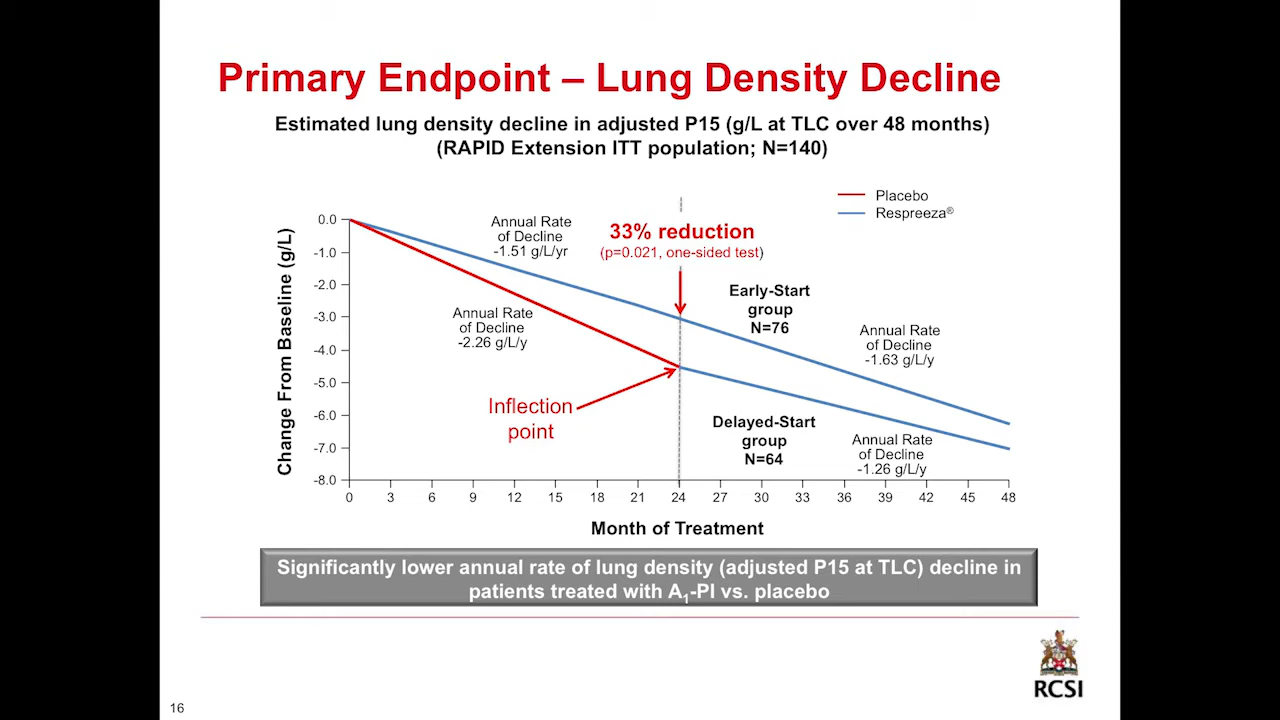 Primary Endpoint – Lung Density Decline
Estimated lung density decline in adjusted P15 (g/L at TLC over 48 months)
(RAPID Extension ITT population; N=140)
Placebo
Respreeza®
Change From Baseline (g/L)
0.0
-1.0
-2.0
-3.0
-4.0
-5.0
-6.0
-7.0
-8.0
Annual Rate
of Decline
-1.51 g/L/yr
33% reduction
(p=0.021, one-sided test)
Early-Start
group
N=76
Annual Rate
of Decline
-2.26 g/L/y
Annual Rate
of Decline
-1.63 g/L/y
Inflection
point
Delayed-Start
group
N=64
Annual Rate
of Decline
-1.26 g/L/y
0 3 6 9 12 15 18 21 24 27 30 33 36 39 42 45 48
Month of Treatment
Significantly lower annual rate of lung density (adjusted P15 at TLC) decline in
patients treated with A₁-PI vs. placebo
RCSI
16